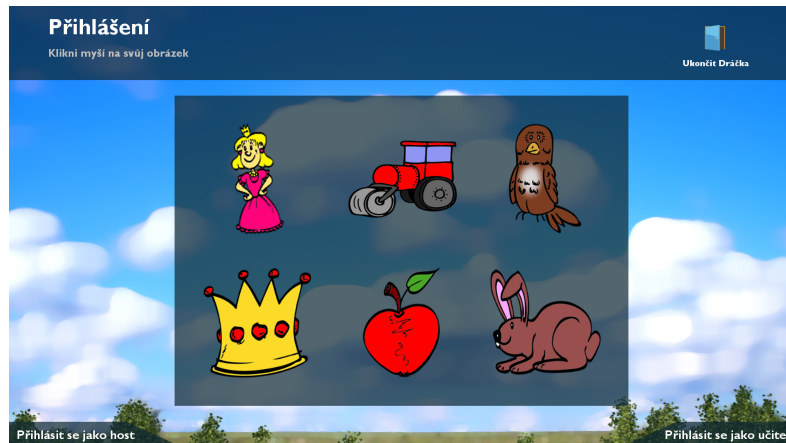 Přihlášení
Klikni myší na svůj obrázek
Ukončit Dráčka
Přihlásit se jako host
Přihlásit se jako učite